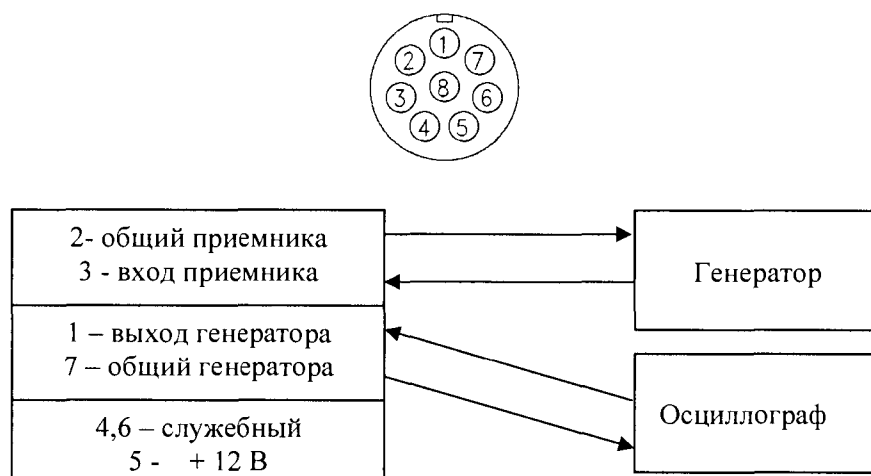 1
2
7
8
3
6
4
5
2- общий приемника
3 - вход приемника
Генератор
1 – выход генератора
7 – общий генератора
Осциллограф
4,6 – служебный
5 - + 12 В